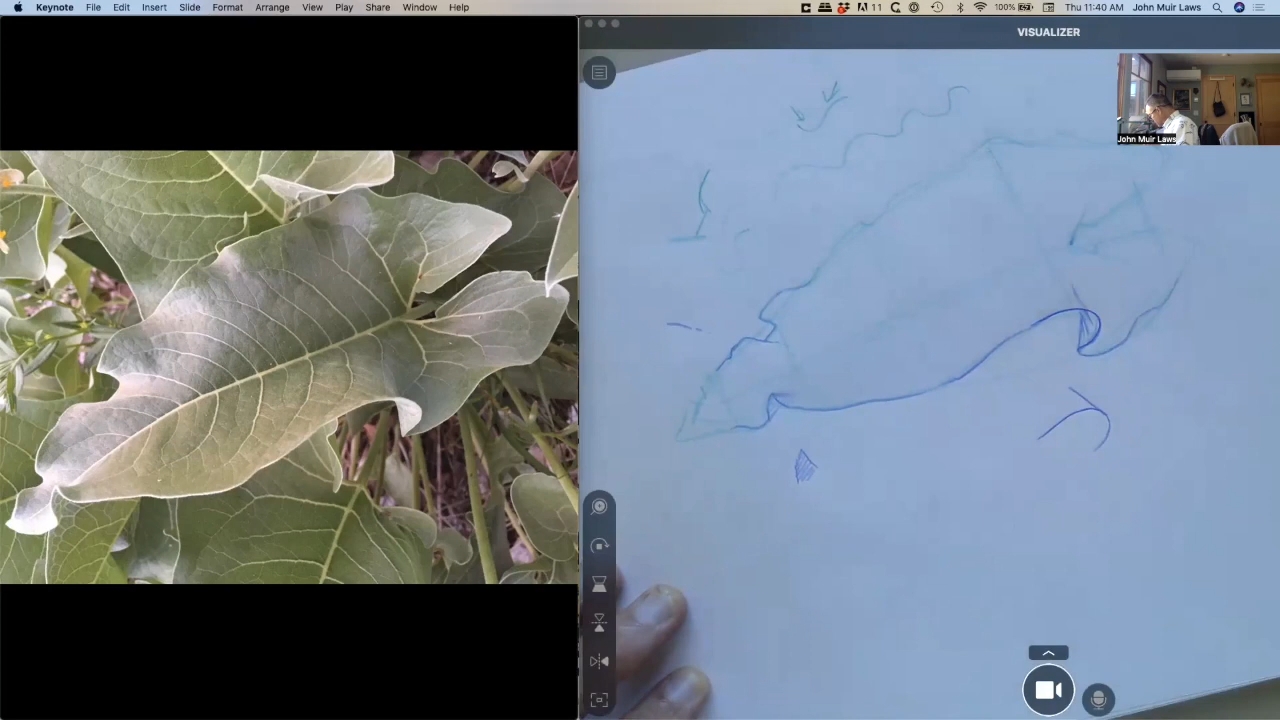 Keynote File Edit Insert Slide Format Arrange View Play Share Window Help 11 100% Thu 11:40 AM John Muir Laws
VISUALIZER
John Muir Laws